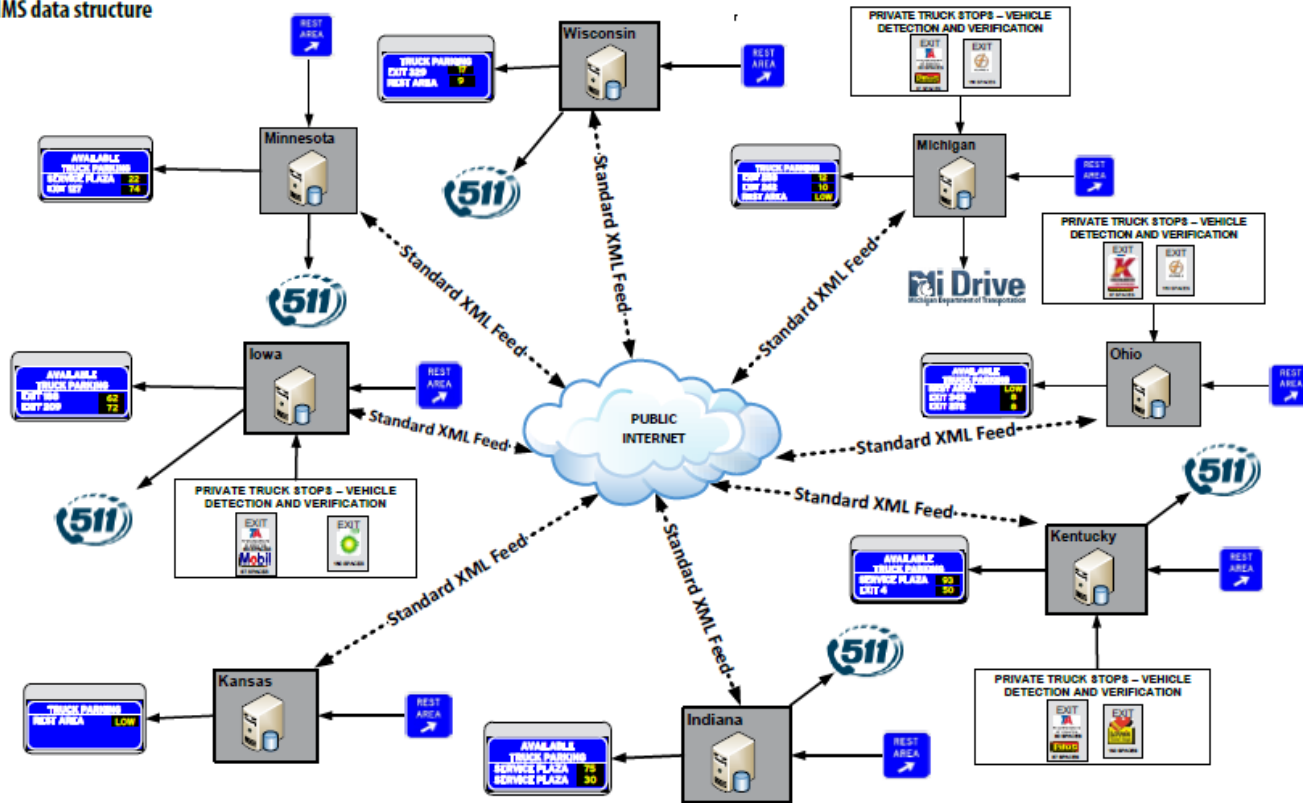 IMS data structure
REST
AREA
Wisconsin
TRUCK PARKING
EXIT 329 17
REST AREA 9
REST
AREA
511
PRIVATE TRUCK STOPS – VEHICLE
DETECTION AND VERIFICATION
EXIT
EXIT
Minnesota
AVAILABLE
TRUCK PARKING
SERVICE PLAZA 22
EXIT 127 74
511
Michigan
TRUCK PARKING
12
10
REST AREA LOW
REST
AREA
Mi Drive
Michigan Department of Transportation
PRIVATE TRUCK STOPS – VEHICLE
DETECTION AND VERIFICATION
EXIT
K
EXIT
Standard XML Feed
Standard XML Feed
Standard XML Feed
Iowa
AVAILABLE
TRUCK PARKING
62
72
REST
AREA
511
PRIVATE TRUCK STOPS – VEHICLE
DETECTION AND VERIFICATION
EXIT
TA
Mobil
EXIT
Standard XML Feed
PUBLIC
INTERNET
Ohio
AVAILABLE
TRUCK PARKING
REST AREA LOW
8
8
REST
AREA
Standard XML Feed
Standard XML Feed
511
Kentucky
AVAILABLE
TRUCK PARKING
SERVICE PLAZA 93
EXIT 4 50
REST
AREA
PRIVATE TRUCK STOPS – VEHICLE
DETECTION AND VERIFICATION
EXIT
TA
EXIT
Standard XML Feed
Standard XML Feed
Kansas
TRUCK PARKING
REST AREA LOW
REST
AREA
511
Indiana
AVAILABLE
TRUCK PARKING
SERVICE PLAZA 75
SERVICE PLAZA 30
REST
AREA